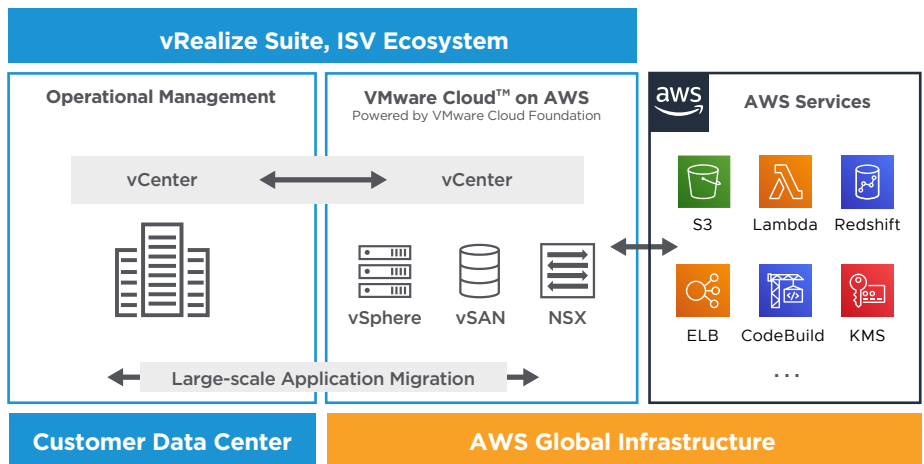 vRealize Suite, ISV Ecosystem
Operational Management
VMware Cloud™ on AWS
Powered by VMware Cloud Foundation
aws
AWS Services
vCenter
vCenter
S3
Lambda
Redshift
vSphere
vSAN
NSX
ELB
CodeBuild
KMS
...
Large-scale Application Migration
Customer Data Center
AWS Global Infrastructure